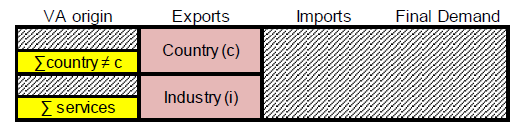 VA origin Exports Imports Final Demand
Country (c)
∑country ≠ c
Industry (i)
∑ services